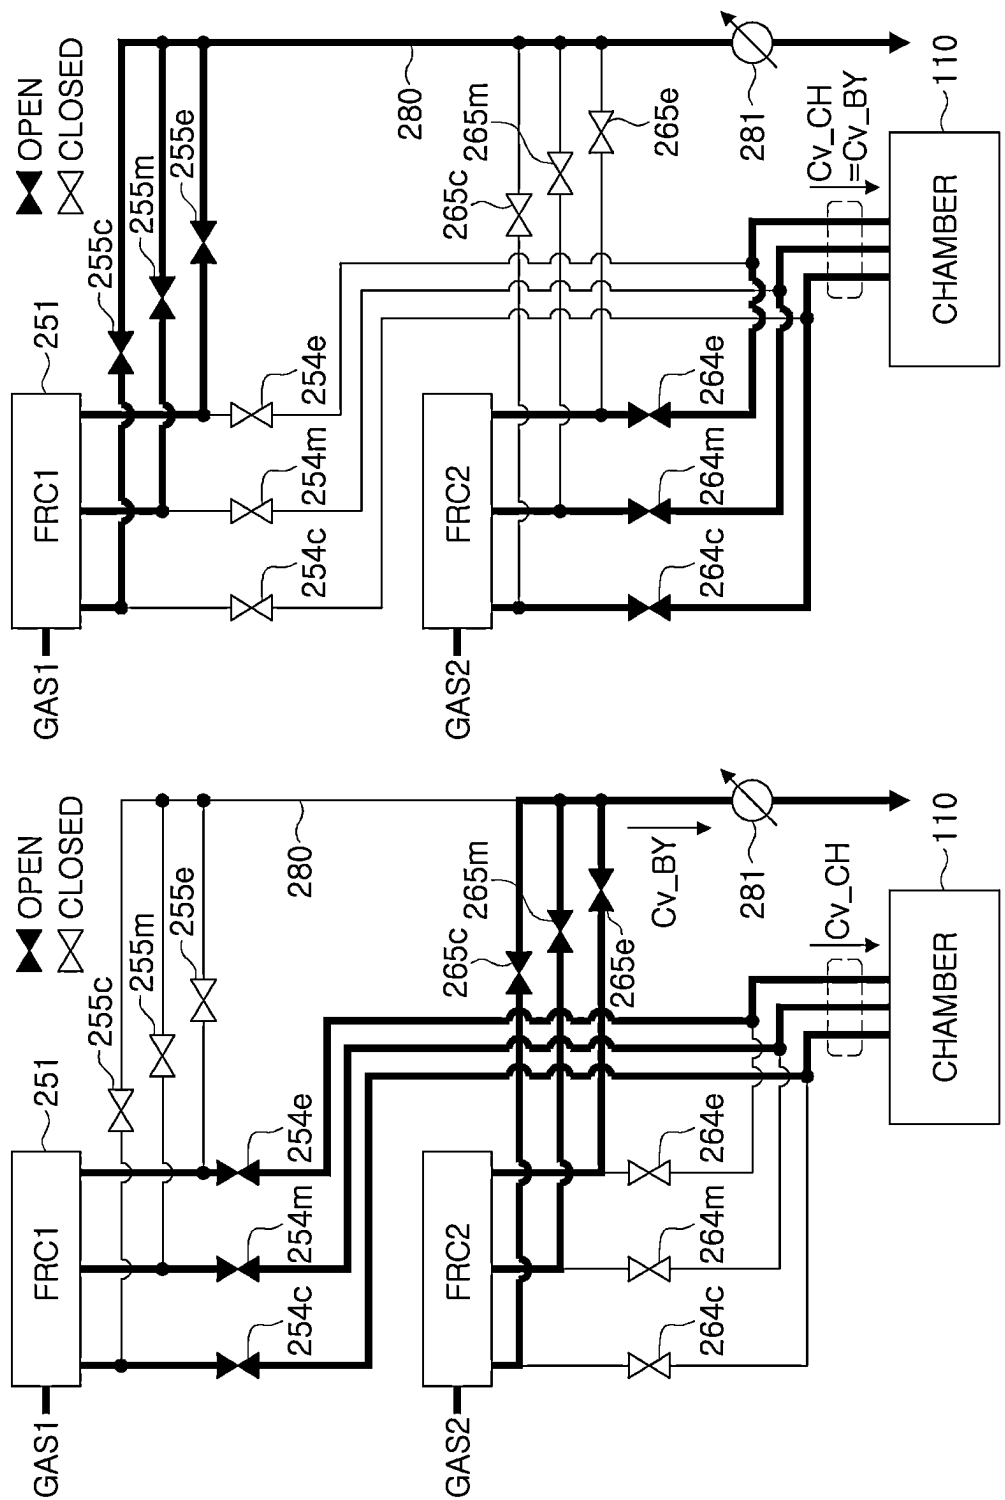 OPEN
CLOSED
GAS1
FRC1
251
255c
255m
255e
254c
254m
254e
280
GAS2
FRC2
265c
265m
265e
Cv_BY
264c
264m
264e
281
Cv_CH
110
CHAMBER
OPEN
CLOSED
GAS1
FRC1
251
255c
255m
255e
254c
254m
254e
280
GAS2
FRC2
265c
265m
265e
264c
264m
264e
281
Cv_CH
=Cv_BY
110
CHAMBER